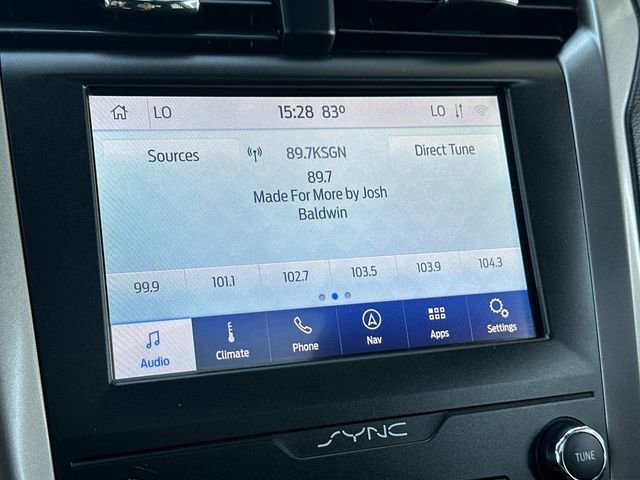 LO 15:28 83° LO
Sources 89.7KSGN Direct Tune
89.7
Made For More by Josh
Baldwin
99.9 101.1 102.7 103.5 103.9 104.3
Audio Climate Phone Nav Apps Settings
SYNC
TUNE